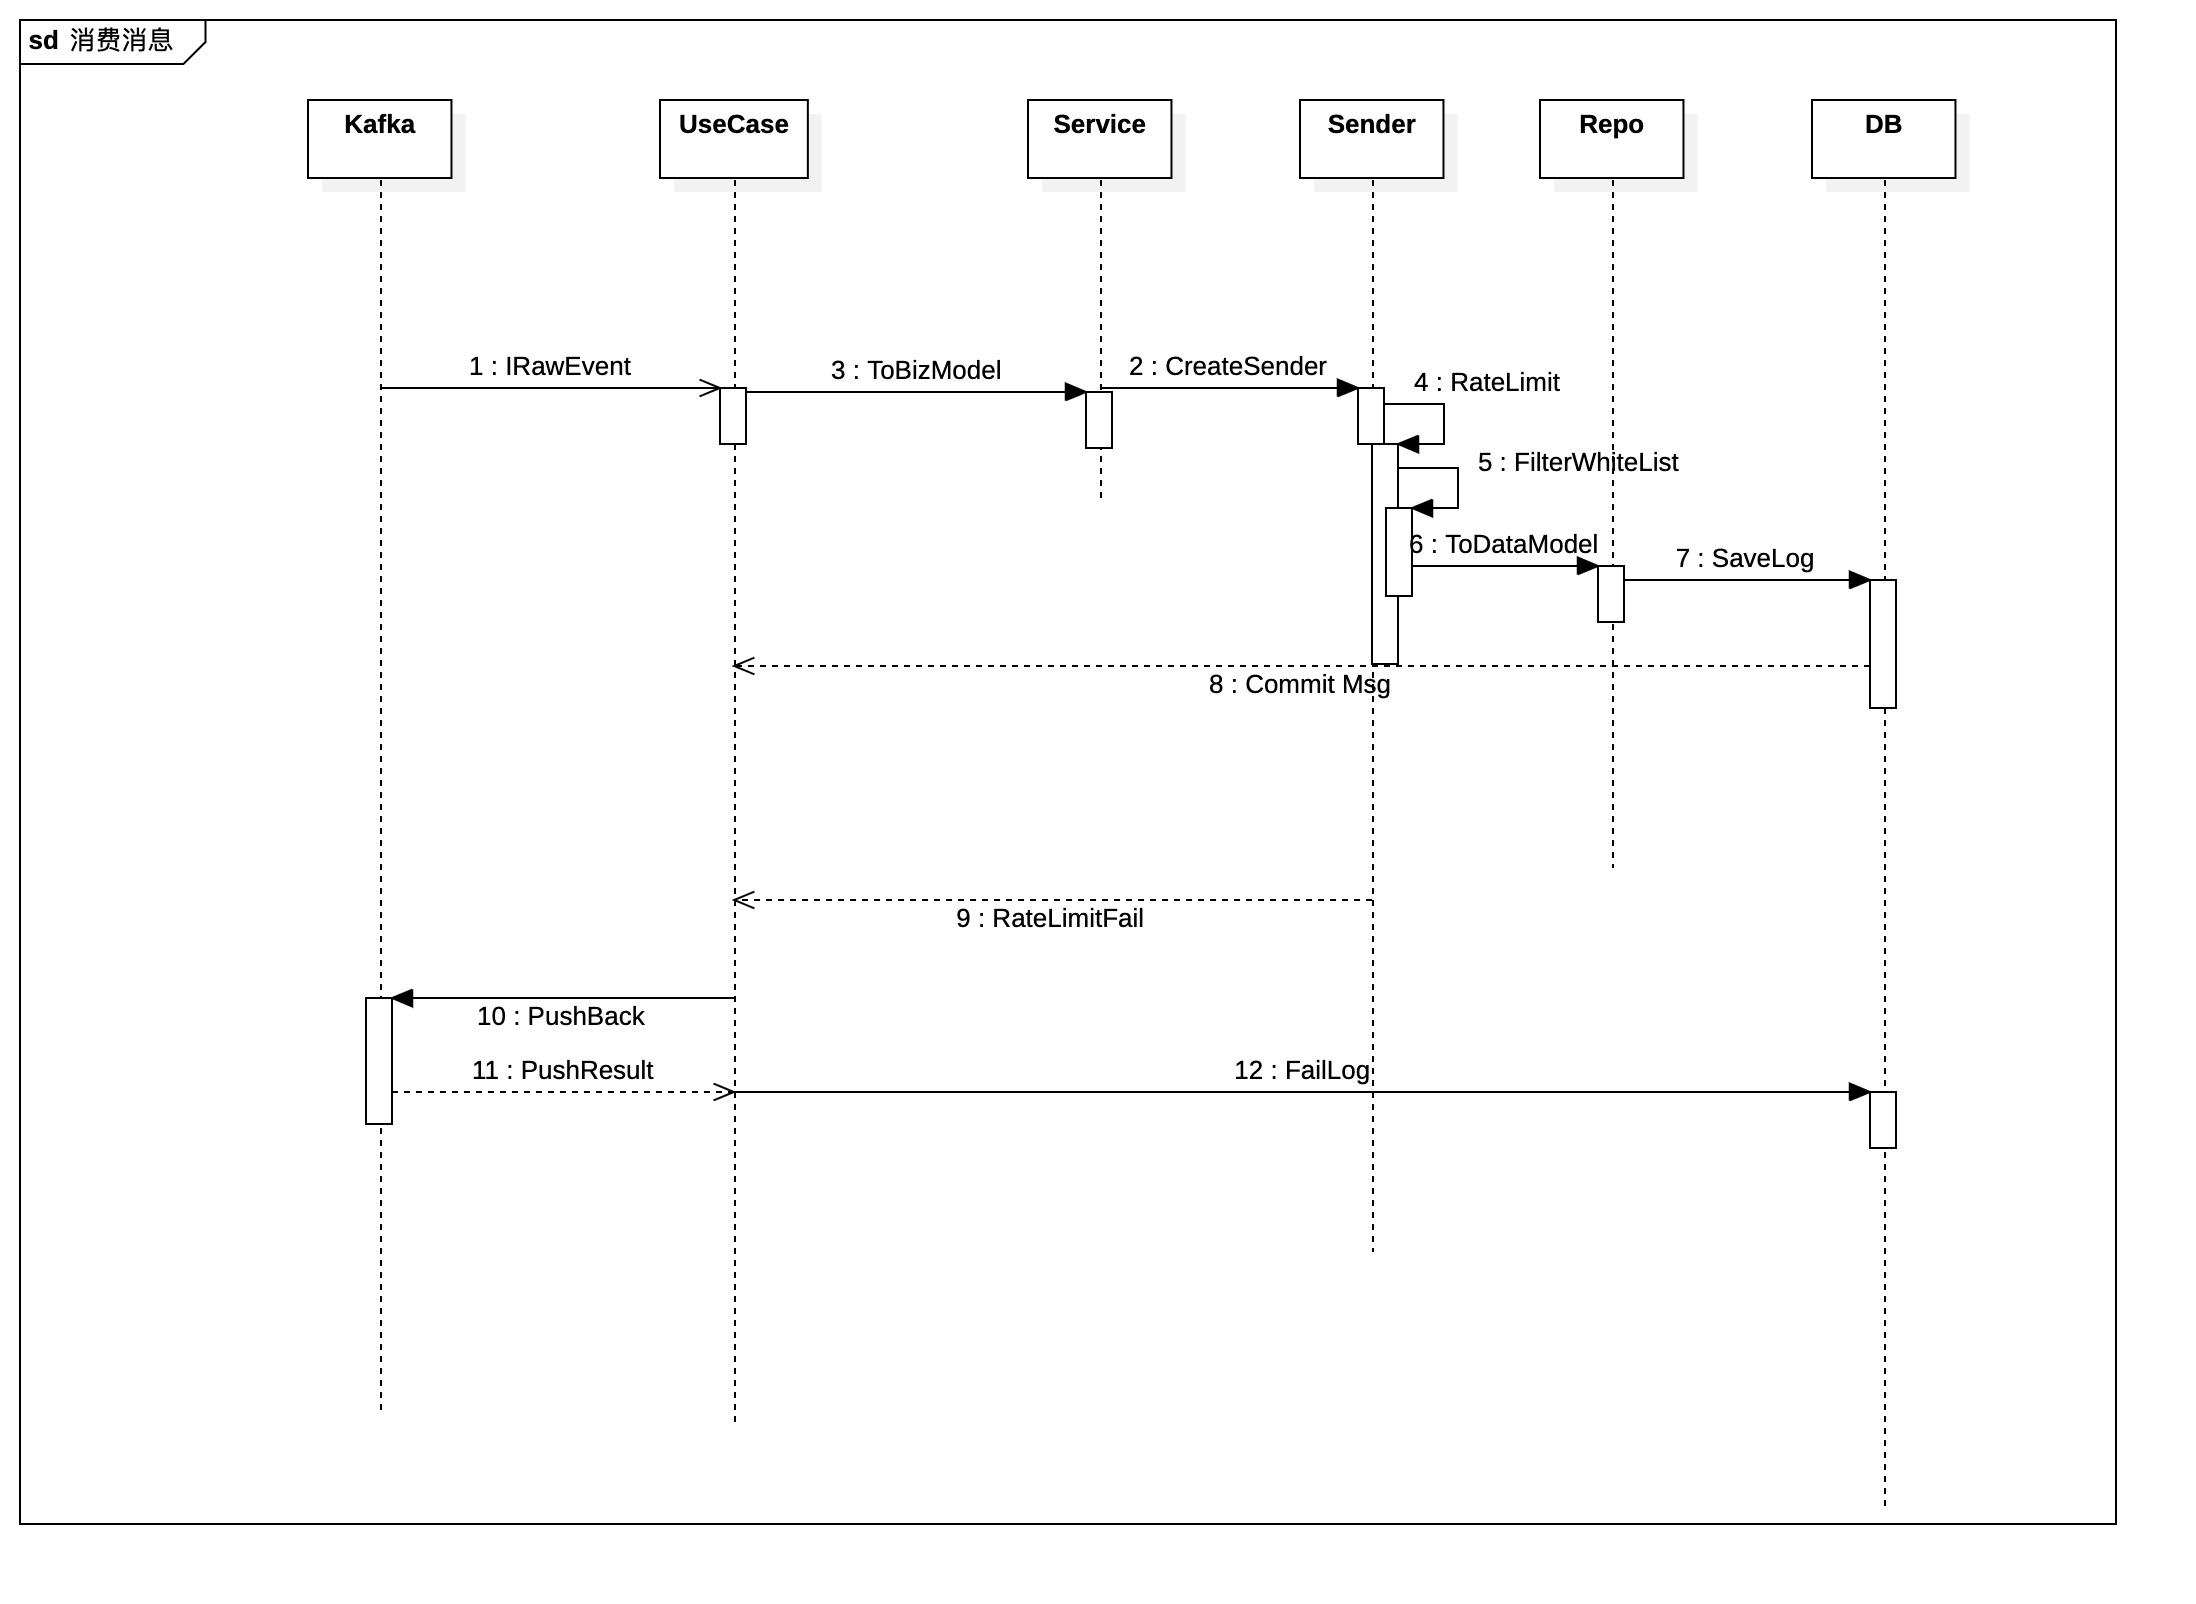 sd 消费消息
Kafka
UseCase
Service
Sender
Repo
DB
1 : IRawEvent
3 : ToBizModel
2 : CreateSender
4 : RateLimit
5 : FilterWhiteList
6 : ToDataModel
7 : SaveLog
8 : Commit Msg
9 : RateLimitFail
10 : PushBack
11 : PushResult
12 : FailLog